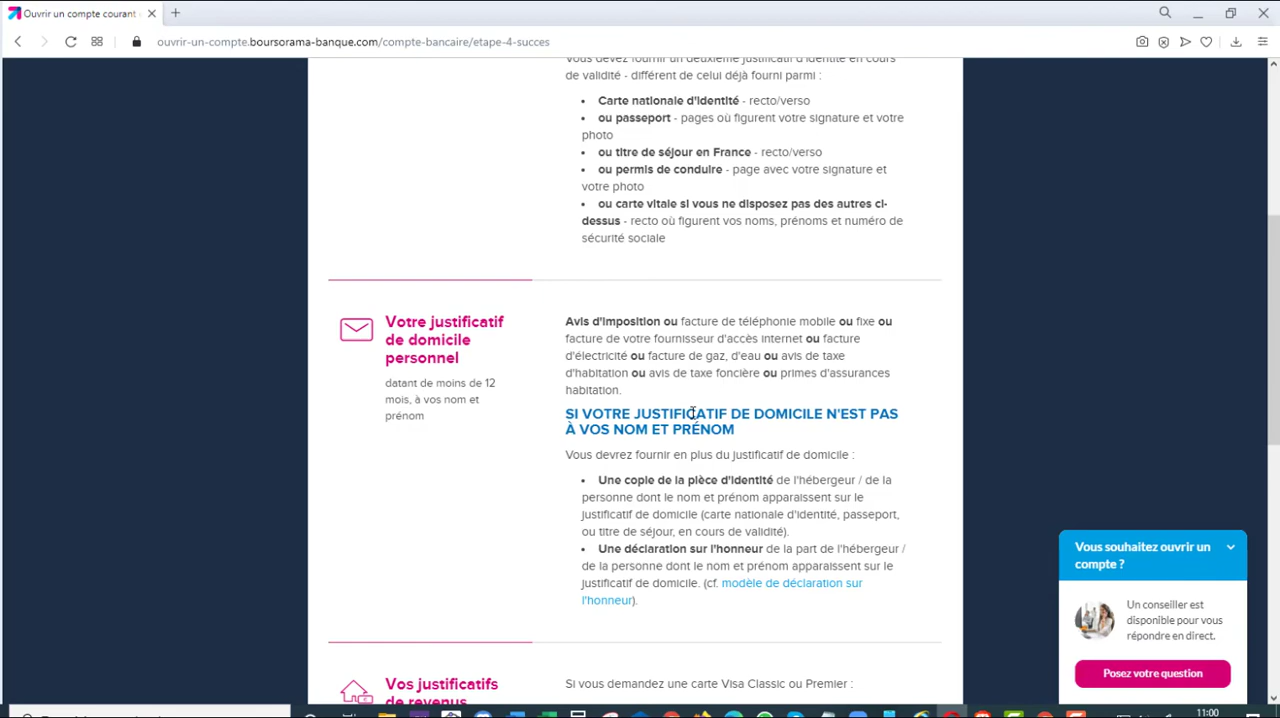 Ouvrir un compte courant
ouvrir-un-compte.boursorama-banque.com/compte-bancaire/etape-4-succes
Vous devez fournir un deuxième justificatif d'identité en cours
de validité - différent de celui déjà fourni parmi :
• Carte nationale d'identité - recto/verso
• ou passeport - pages où figurent votre signature et votre
photo
• ou titre de séjour en France - recto/verso
• ou permis de conduire - page avec votre signature et
votre photo
• ou carte vitale si vous ne disposez pas des autres ci-
dessus - recto où figurent vos noms, prénoms et numéro de
sécurité sociale
Votre justificatif
de domicile
personnel
datant de moins de 12
mois, à vos nom et
prénom
Avis d'imposition ou facture de téléphonie mobile ou fixe ou
facture de votre fournisseur d'accès internet ou facture
d'électricité ou facture de gaz, d'eau ou avis de taxe
d'habitation ou avis de taxe foncière ou primes d'assurances
habitation.
SI VOTRE JUSTIFICATIF DE DOMICILE N'EST PAS
À VOS NOM ET PRÉNOM
Vous devrez fournir en plus du justificatif de domicile :
• Une copie de la pièce d'identité de l'hébergeur / de la
personne dont le nom et prénom apparaissent sur le
justificatif de domicile (carte nationale d'identité, passeport,
ou titre de séjour, en cours de validité).
• Une déclaration sur l'honneur de la part de l'hébergeur /
de la personne dont le nom et prénom apparaissent sur le
justificatif de domicile. (cf. modèle de déclaration sur
l'honneur).
Vos justificatifs
de revenus
Si vous demandez une carte Visa Classic ou Premier :
Vous souhaitez ouvrir un
compte ?
Un conseiller est
disponible pour vous
répondre en direct.
Posez votre question
11:00